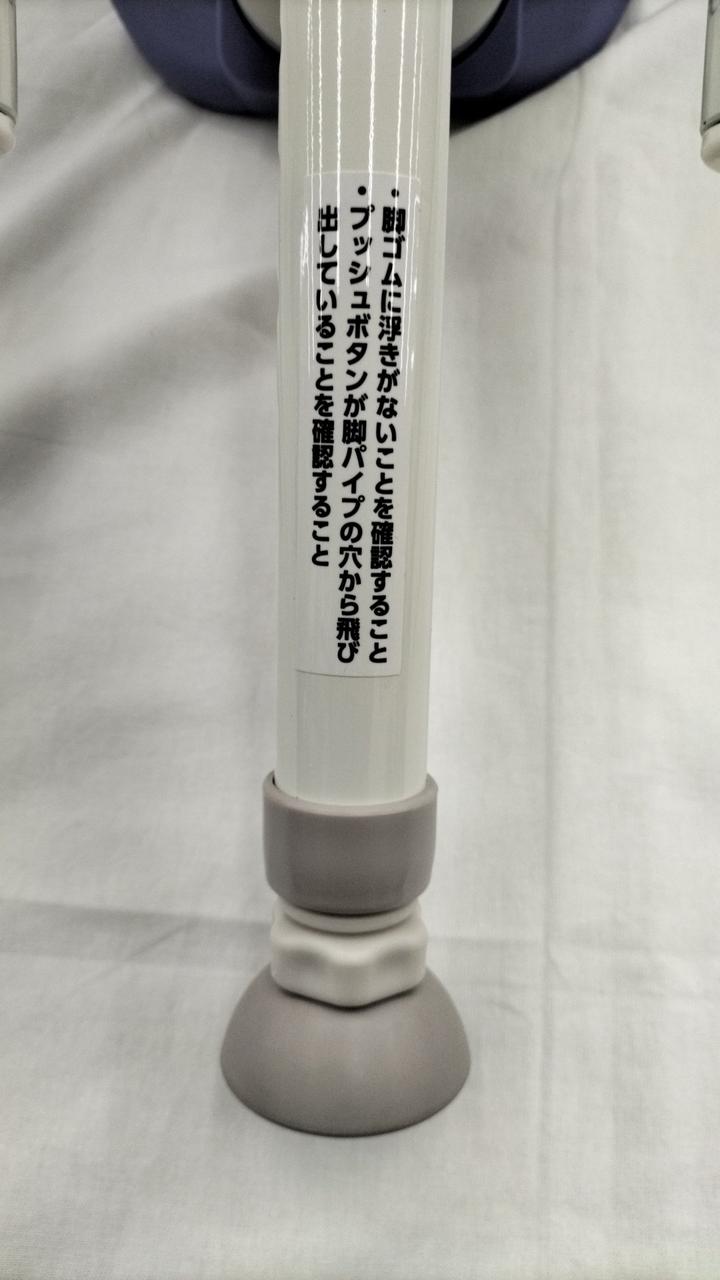 ・脚ゴムに浮きがないことを確認すること
・プッシュボタンが脚パイプの穴から飛び
出していることを確認すること